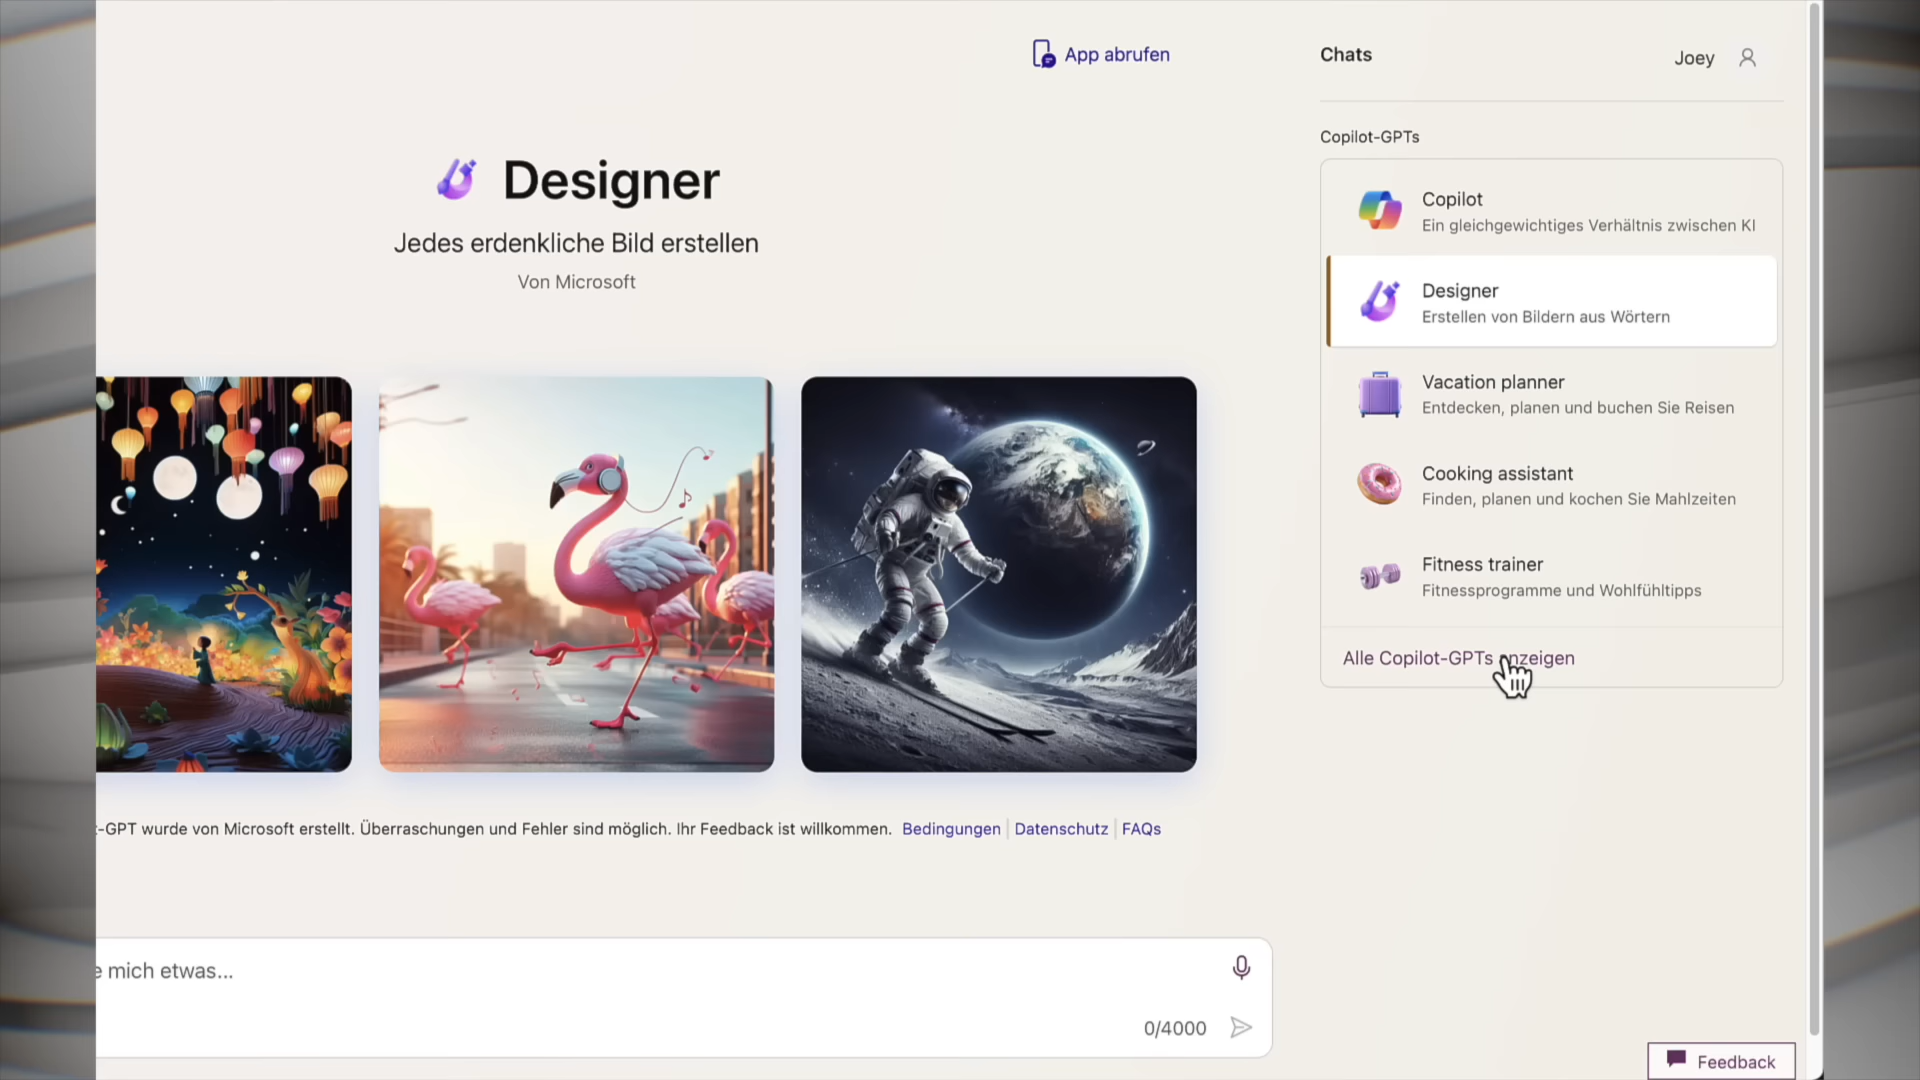 App abrufen
Designer
Jedes erdenkliche Bild erstellen
Von Microsoft
-GPT wurde von Microsoft erstellt. Überraschungen und Fehler sind möglich. Ihr Feedback ist willkommen. Bedingungen Datenschutz FAQs
mich etwas...
0/4000
Chats
Joey
Copilot-GPTs
Copilot
Ein gleichgewichtiges Verhältnis zwischen KI
Designer
Erstellen von Bildern aus Wörtern
Vacation planner
Entdecken, planen und buchen Sie Reisen
Cooking assistant
Finden, planen und kochen Sie Mahlzeiten
Fitness trainer
Fitnessprogramme und Wohlfühltipps
Alle Copilot-GPTs anzeigen
Feedback